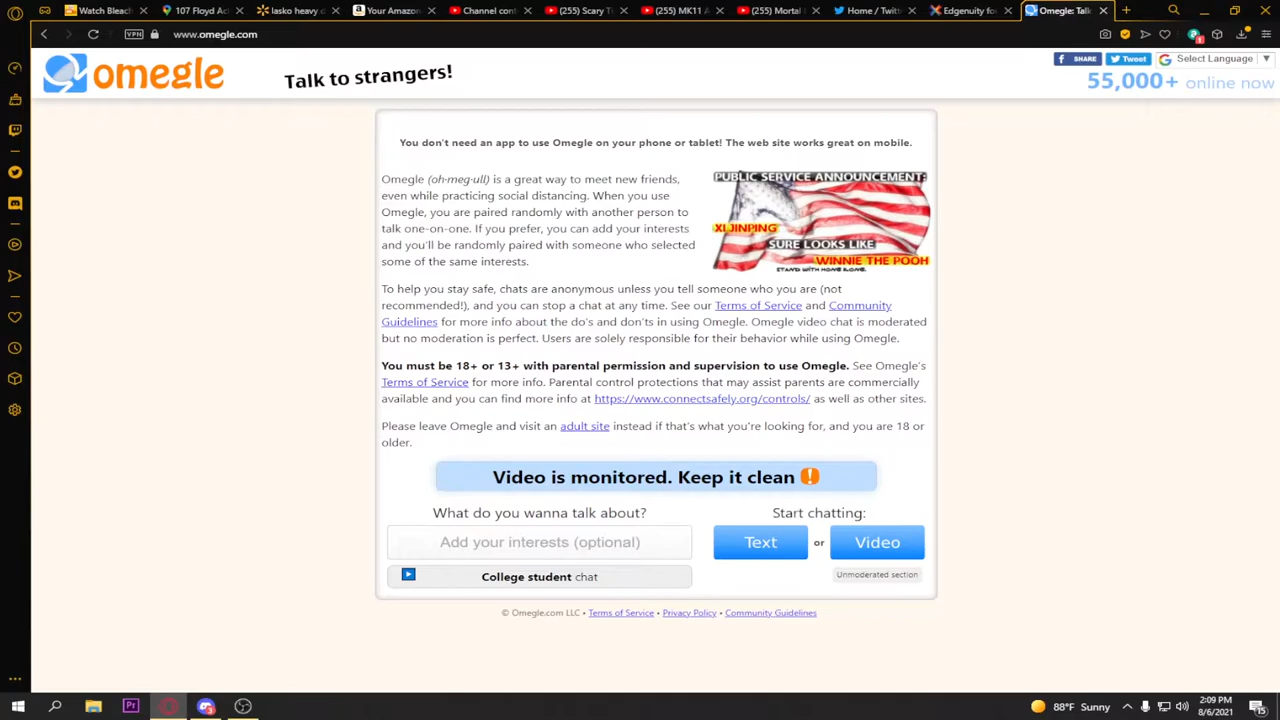 Watch Bleach
107 Floyd Ac
lasko heavy d
Your Amazon
Channel cont
(255) Scary T
(255) MK11 A
(255) Mortal
Home / Twitt
Edgenuity fo
Omegle: Talk
VPN
www.omegle.com
omegle
Talk to strangers!
SHARE
Tweet
Select Language
55,000+ online now
You don't need an app to use Omegle on your phone or tablet! The web site works great on mobile.
Omegle (oh·meg·ull) is a great way to meet new friends,
even while practicing social distancing. When you use
Omegle, you are paired randomly with another person to
talk one-on-one. If you prefer, you can add your interests
and you'll be randomly paired with someone who selected
some of the same interests.
PUBLIC SERVICE ANNOUNCEMENT:
XI JINPING
SURE LOOKS LIKE
WINNIE THE POOH
STAND WITH HONG KONG.
To help you stay safe, chats are anonymous unless you tell someone who you are (not
recommended!), and you can stop a chat at any time. See our Terms of Service and Community
Guidelines for more info about the do's and don'ts in using Omegle. Omegle video chat is moderated
but no moderation is perfect. Users are solely responsible for their behavior while using Omegle.
You must be 18+ or 13+ with parental permission and supervision to use Omegle. See Omegle's
Terms of Service for more info. Parental control protections that may assist parents are commercially
available and you can find more info at https://www.connectsafely.org/controls/ as well as other sites.
Please leave Omegle and visit an adult site instead if that's what you're looking for, and you are 18 or
older.
Video is monitored. Keep it clean
What do you wanna talk about?
Start chatting:
Add your interests (optional)
Text or Video
College student chat
Unmoderated section
© Omegle.com LLC • Terms of Service • Privacy Policy • Community Guidelines
Pr
88°F Sunny
2:09 PM
8/6/2021
15